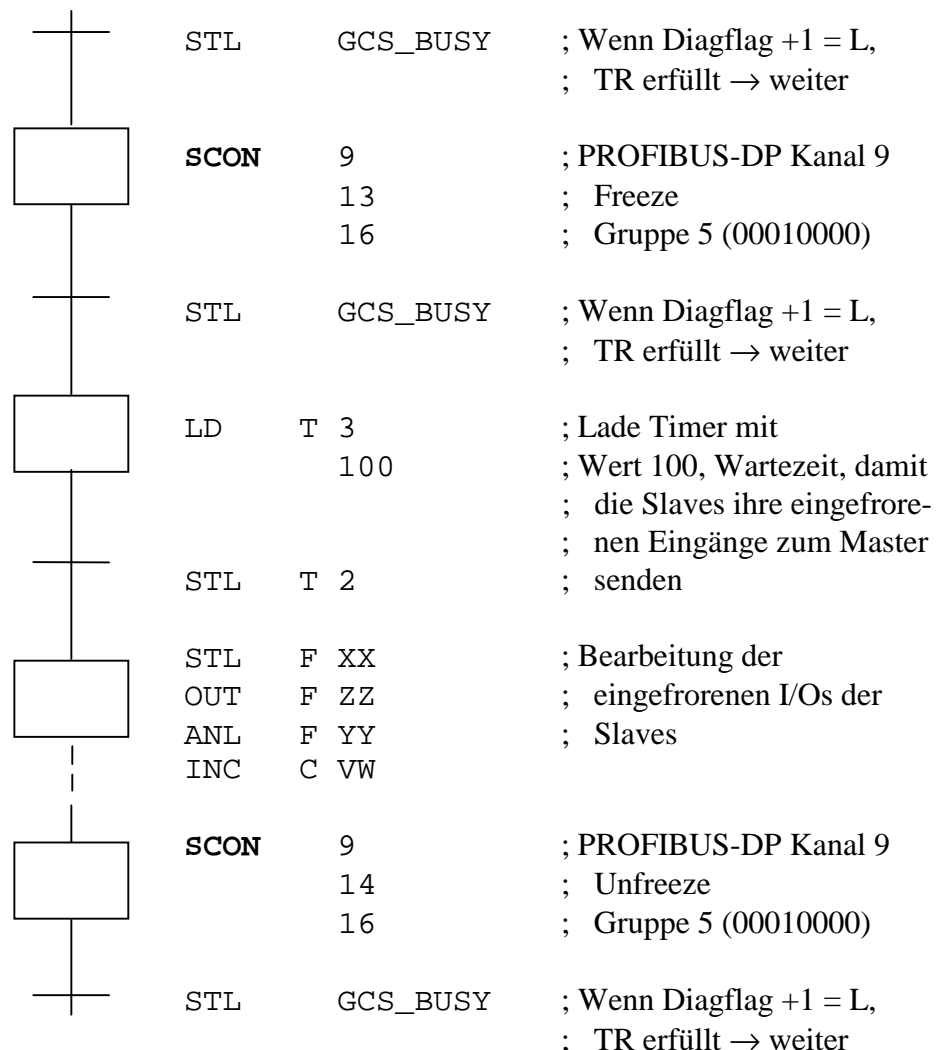 STL GCS_BUSY ; Wenn Diagflag +1 = L,
; TR erfüllt → weiter
SCON 9 ; PROFIBUS-DP Kanal 9
13 ; Freeze
16 ; Gruppe 5 (00010000)
STL GCS_BUSY ; Wenn Diagflag +1 = L,
; TR erfüllt → weiter
LD T 3 ; Lade Timer mit
100 ; Wert 100, Wartezeit, damit
; die Slaves ihre eingefrore-
; nen Eingänge zum Master
STL T 2 ; senden
STL F XX ; Bearbeitung der
OUT F ZZ ; eingefrorenen I/Os der
ANL F YY ; Slaves
INC C VW
SCON 9 ; PROFIBUS-DP Kanal 9
14 ; Unfreeze
16 ; Gruppe 5 (00010000)
STL GCS_BUSY ; Wenn Diagflag +1 = L,
; TR erfüllt → weiter